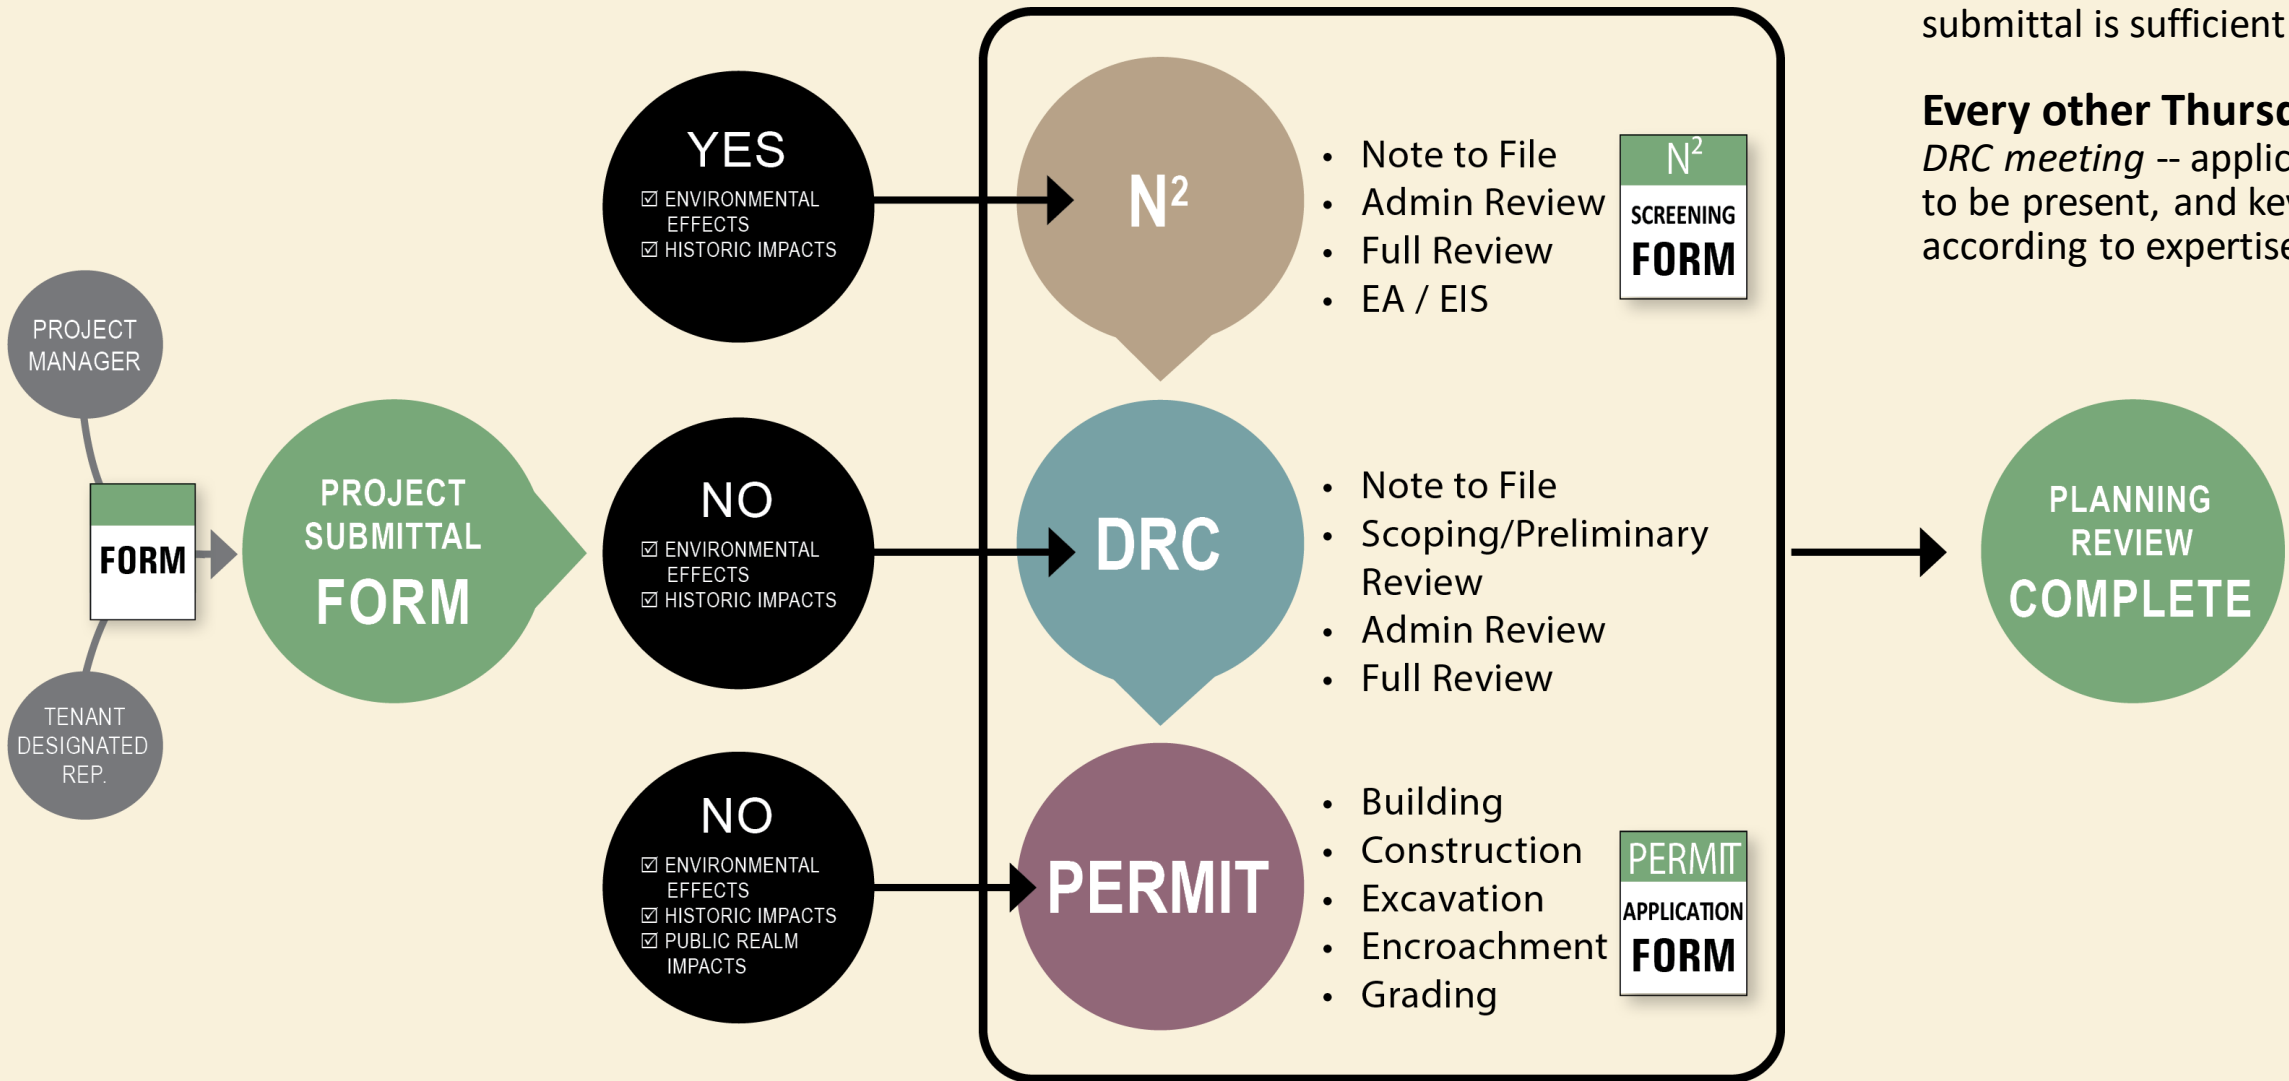 PROJECT
MANAGER
FORM
TENANT
DESIGNATED
REP.
PROJECT
SUBMITTAL
FORM
YES
☑ ENVIRONMENTAL
EFFECTS
☑ HISTORIC IMPACTS
N²
• Note to File
• Admin Review
• Full Review
• EA / EIS
N²
SCREENING
FORM
NO
☑ ENVIRONMENTAL
EFFECTS
☑ HISTORIC IMPACTS
DRC
• Note to File
• Scoping/Preliminary
Review
• Admin Review
• Full Review
NO
☑ ENVIRONMENTAL
EFFECTS
☑ HISTORIC IMPACTS
☑ PUBLIC REALM
IMPACTS
PERMIT
• Building
• Construction
• Excavation
• Encroachment
• Grading
PERMIT
APPLICATION
FORM
submittal is sufficient
Every other
DRC meeting --
to be present, and
according to
PLANNING
REVIEW
COMPLETE